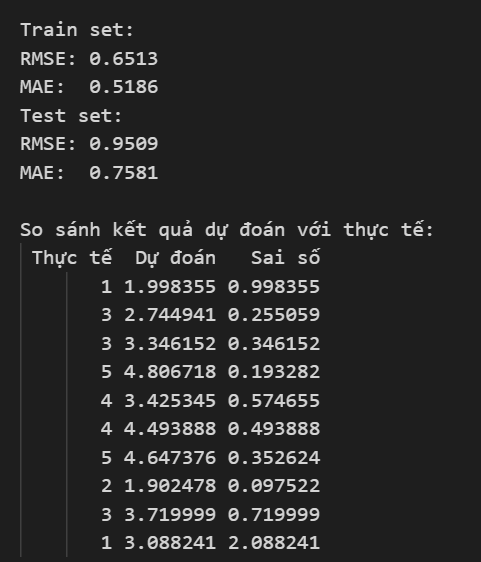 Train set:
RMSE: 0.6513
MAE:  0.5186
Test set:
RMSE: 0.9509
MAE:  0.7581
So sánh kết quả dự đoán với thực tế:
Thực tế  Dự đoán   Sai số
1 1.998355 0.998355
3 2.744941 0.255059
3 3.346152 0.346152
5 4.806718 0.193282
4 3.425345 0.574655
4 4.493888 0.493888
5 4.647376 0.352624
2 1.902478 0.097522
3 3.719999 0.719999
1 3.088241 2.088241